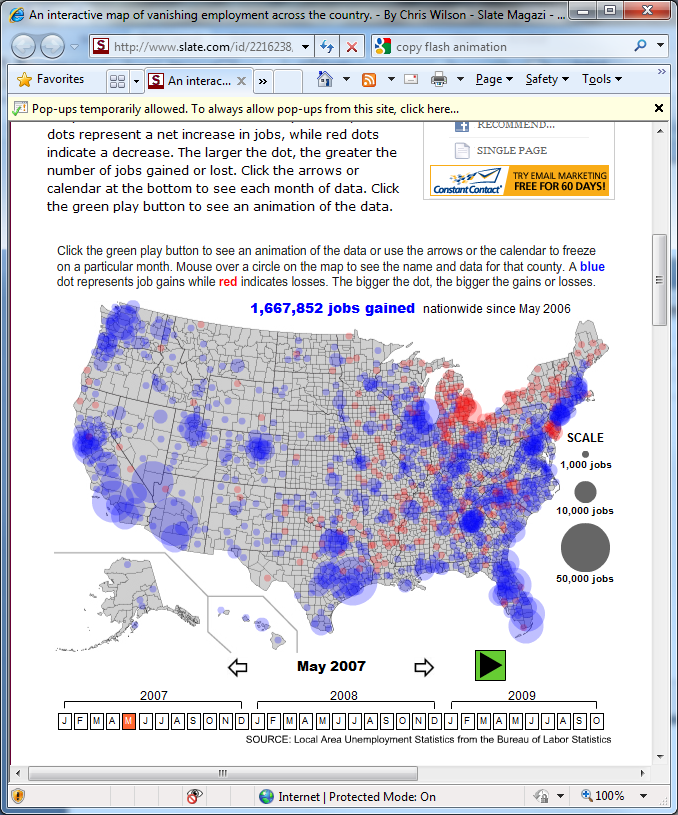 An interactive map of vanishing employment across the country. - By Chris Wilson - Slate Magazi - ...
http://www.slate.com/id/2216238,
copy flash animation
Favorites
An interac...
Page
Safety
Tools
Pop-ups temporarily allowed. To always allow pop-ups from this site, click here...
dots represent a net increase in jobs, while red dots
indicate a decrease. The larger the dot, the greater the
number of jobs gained or lost. Click the arrows or
calendar at the bottom to see each month of data. Click
the green play button to see an animation of the data.
RECOMMEND...
SINGLE PAGE
Constant Contact
TRY EMAIL MARKETING
FREE FOR 60 DAYS!
Click the green play button to see an animation of the data or use the arrows or the calendar to freeze
on a particular month. Mouse over a circle on the map to see the name and data for that county. A blue
dot represents job gains while red indicates losses. The bigger the dot, the bigger the gains or losses.
1,667,852 jobs gained nationwide since May 2006
SCALE
1,000 jobs
10,000 jobs
50,000 jobs
May 2007
2007 2008 2009
J F M A M J J A S O N D J F M A M J J A S O N D J F M A M J J A S O
SOURCE: Local Area Unemployment Statistics from the Bureau of Labor Statistics
Internet | Protected Mode: On
100%